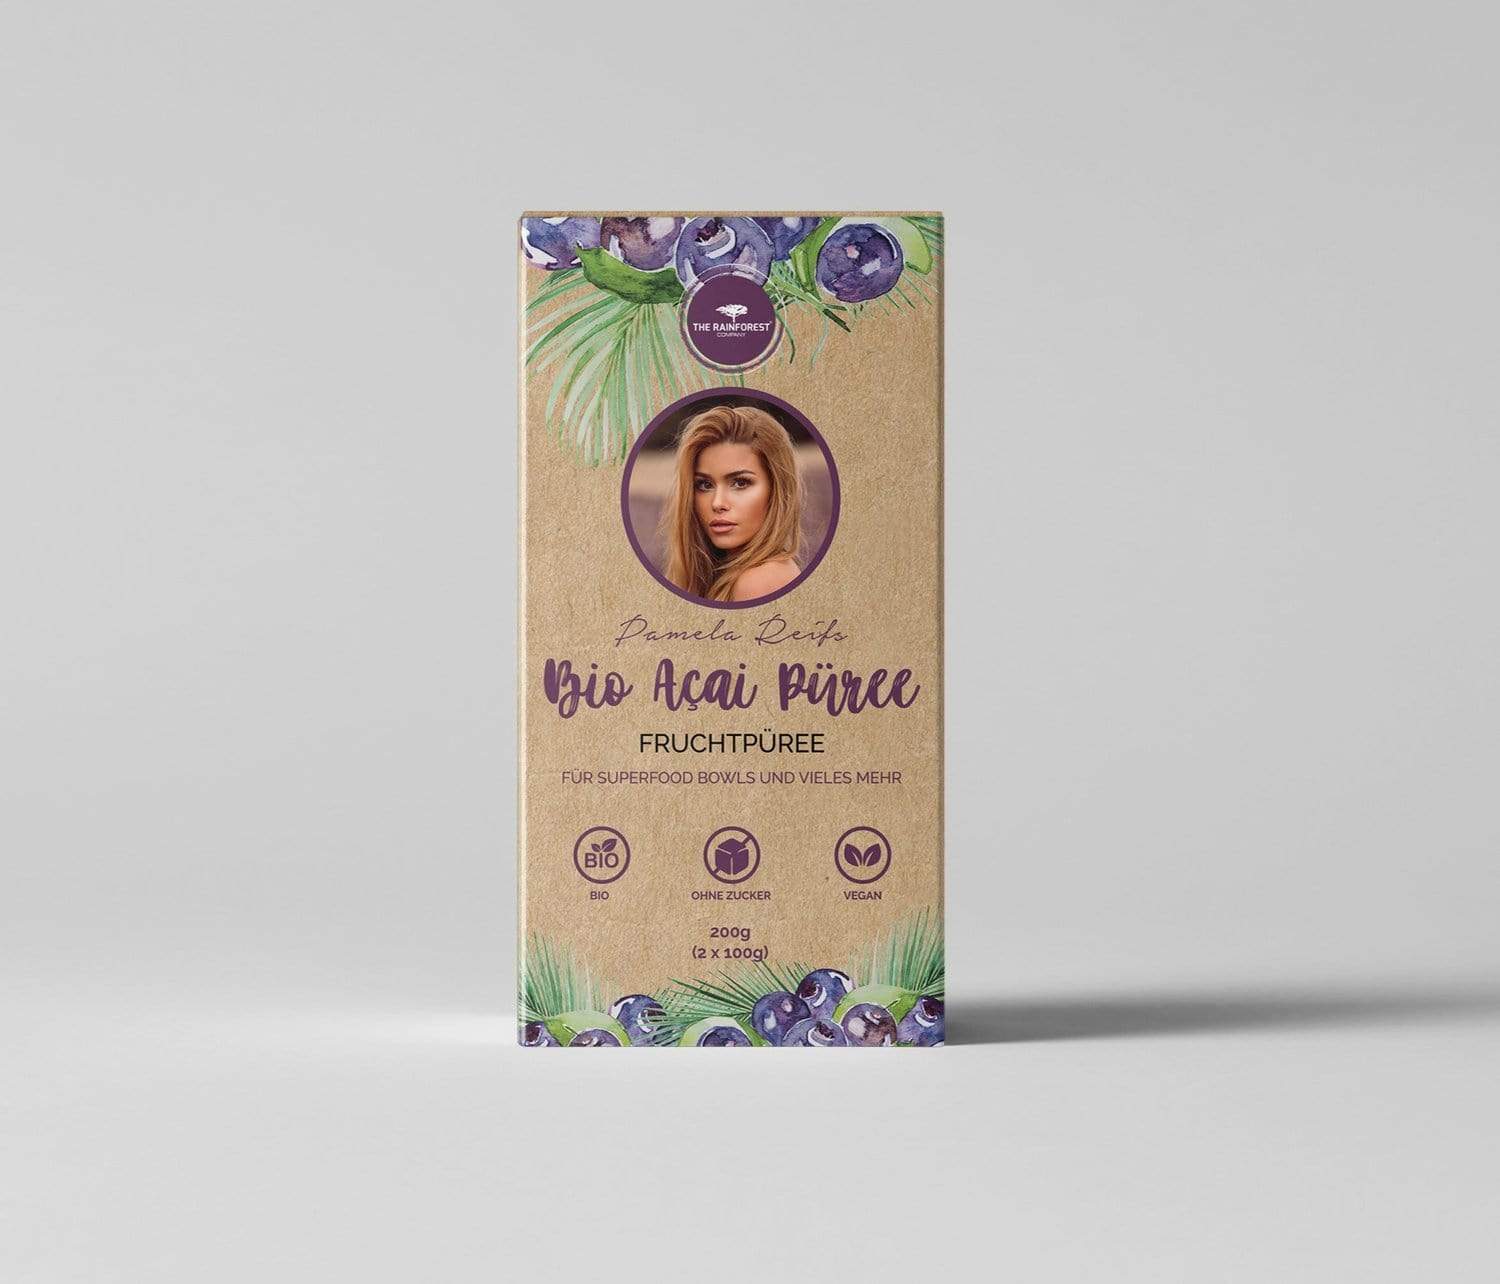 THE RAINFOREST
COMPANY
Pamela Reifs
Bio Açai Püree
FRUCHTPÜREE
FÜR SUPERFOOD BOWLS UND VIELES MEHR
BIO
BIO
OHNE ZUCKER
VEGAN
200g
(2 x 100g)